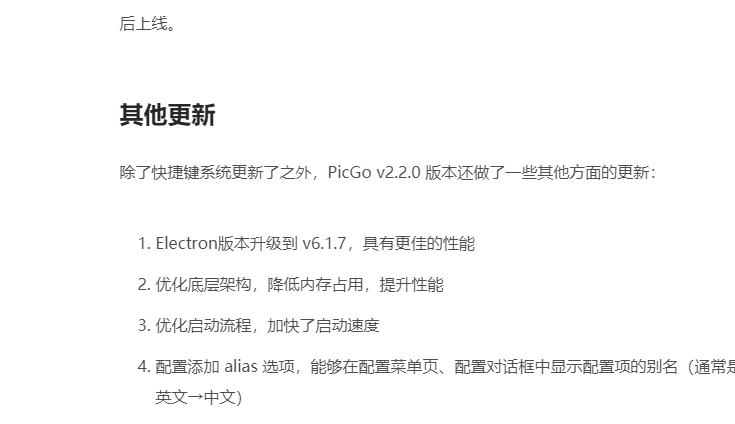 后上线。
其他更新
除了快捷键系统更新了之外，PicGo v2.2.0 版本还做了一些其他方面的更新：
1. Electron版本升级到 v6.1.7，具有更佳的性能
2. 优化底层架构，降低内存占用，提升性能
3. 优化启动流程，加快了启动速度
4. 配置添加 alias 选项，能够在配置菜单页、配置对话框中显示配置项的别名（通常是
英文→中文）